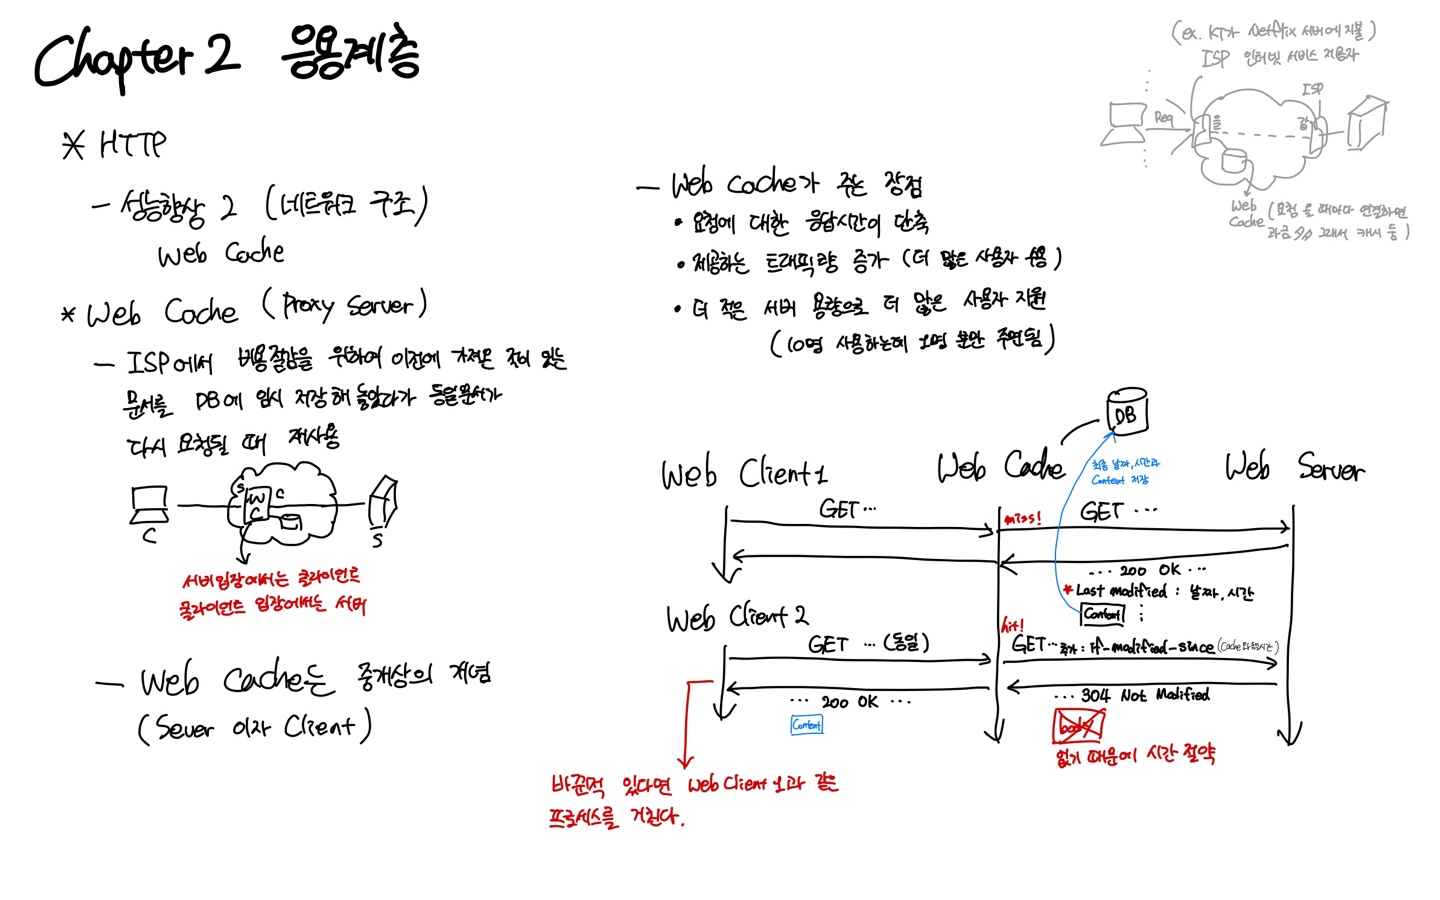 Chapter 2 응용계층
* HTTP
- 성능향상 2 (네트워크 구조)
Web Cache
* Web Cache (Proxy Server)
- ISP에서 비용절감을 위하여 이전에 가져온 적이 있는
문서를 DB에 임시 저장해 놓았다가 동일문서가
다시 요청될 때 재사용
S W C
C
C S
서버입장에서는 클라이언트
클라이언트 입장에서는 서버
- Web Cache는 중개상의 개념
(Sever 이자 Client)
(ex. KT가 Netflix 서버에 지불)
ISP 인터넷 서비스 제공자
ISP
Req 을 갑
Web
Cache (요청 올 때마다 연결하면
과금 그래서 캐시 둠)
- Web Cache가 주는 장점
• 요청에 대한 응답시간이 단축
• 제공하는 트래픽량 증가 (더 많은 사용자 수용)
• 더 적은 서버 용량으로 더 많은 사용자 지원
(10명 사용하는데 1명 분만 주면됨)
DB
Web Client 1 Web Cache Web Server
최종 날짜, 시간과
Content 저장
GET ... miss! GET ...
... 200 OK ...
* Last modified : 날짜, 시간
Content
Web Client 2
hit!
GET ... (동일) GET ... 추가 : if-modified-since
... 200 OK ... ... 304 Not Modified
Content body
없기 때문에 시간 절약
바뀐적 있다면 Web Client 1과 같은
프로세스를 거친다.